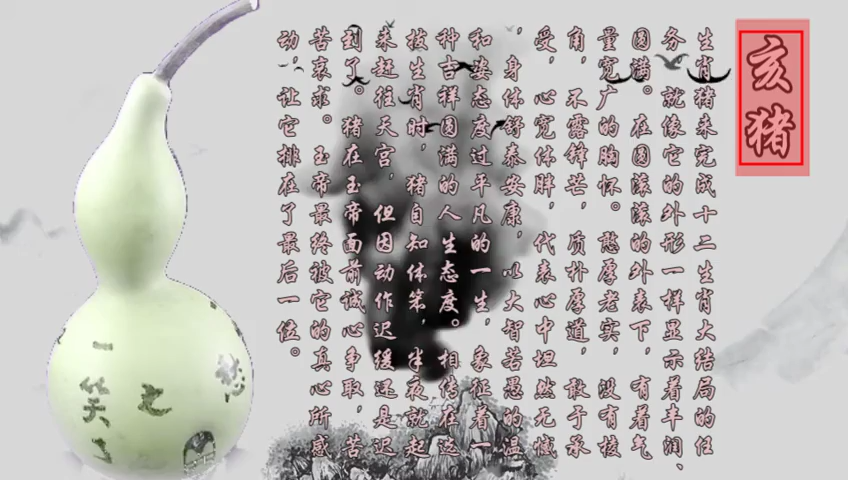 亥猪
生肖猪来完成十二生肖大结局的任
务，就像它的外形一样显示着丰润、
圆满。在圆滚滚的外表下，有着气
量宽广的胸怀。憨厚老实，没有棱
角，不露锋芒，质朴厚道，敢于承
受，心宽体胖，代表心中坦然无憾
，身体舒泰安康，以大智若愚的温
和姿态度过平凡的一生，象征着一
种吉祥圆满的人生态度。相传在选
拔生肖时，猪自知体笨，半夜就起
来起往天宫，但因动作迟缓还是迟
到了。猪在玉帝面前诚心争取，苦
苦哀求。玉帝最终被它的真心所感
动，让它排在了最后一位。
一笑了
之